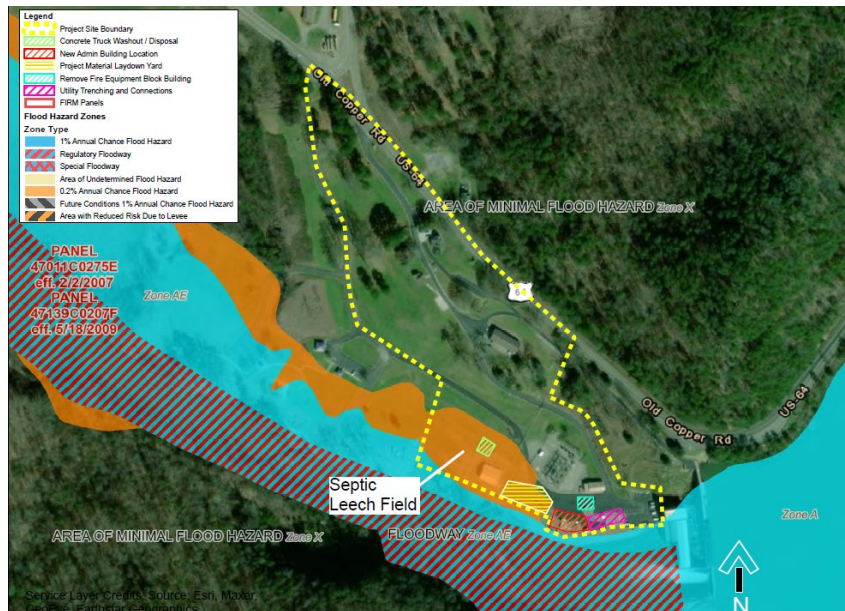 Legend
Project Site Boundary
Concrete Truck Washout / Disposal
New Admin Building Location
Project Material Laydown Yard
Remove Fire Equipment Block Building
Utility Trenching and Connections
FIRM Panels
Flood Hazard Zones
Zone Type
1% Annual Chance Flood Hazard
Regulatory Floodway
Special Floodway
Area of Undetermined Flood Hazard
0.2% Annual Chance Flood Hazard
Future Conditions 1% Annual Chance Flood Hazard
Area with Reduced Risk Due to Levee
Old Copper Rd US-64
AREA OF MINIMAL FLOOD HAZARD Zone X
PANEL
47011C0275E
eff. 2/2/2007
PANEL
47139C0207F
eff. 5/18/2009
Zone AE
64
Old Copper Rd
US-64
Septic
Leech Field
Zone A
AREA OF MINIMAL FLOOD HAZARD Zone X
FLOODWAY Zone AE
Service Layer Credits: Source: Esri, Maxar,
GeoEye, Earthstar Geographics
N